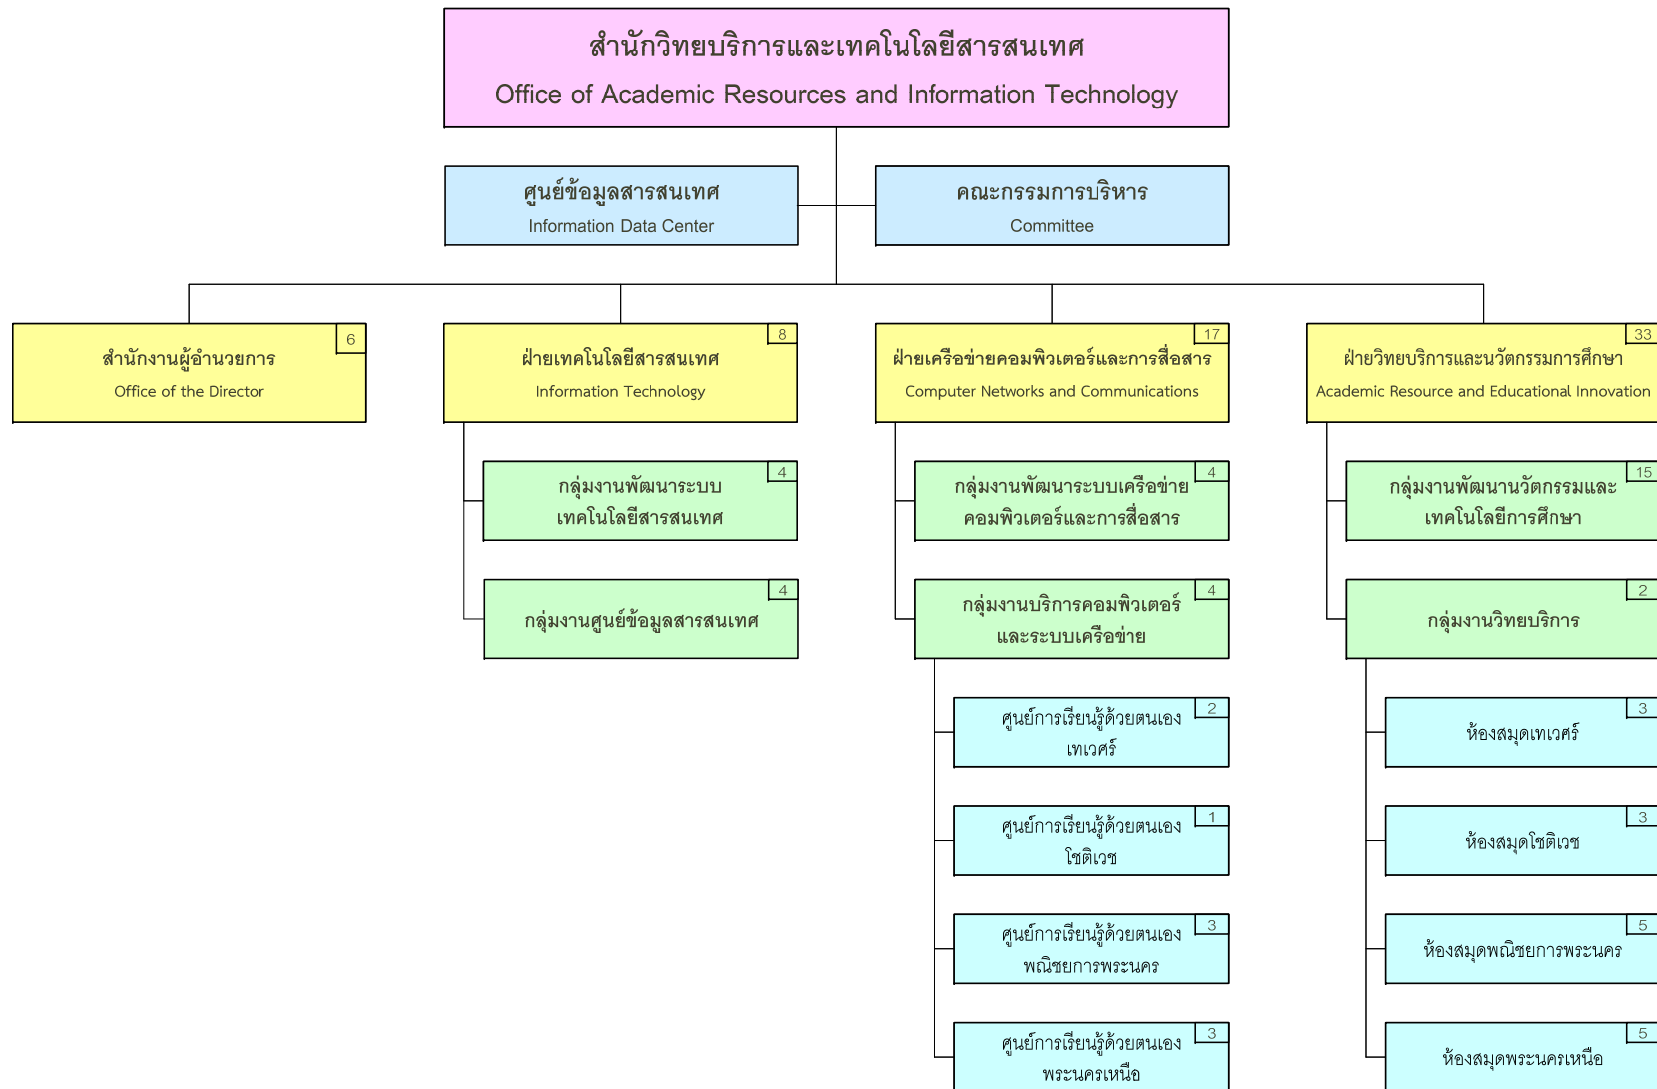 สำนักวิทยบริการและเทคโนโลยีสารสนเทศ
Office of Academic Resources and Information Technology
ศูนย์ข้อมูลสารสนเทศ
Information Data Center
คณะกรรมการบริหาร
Committee
6
สำนักงานผู้อำนวยการ
Office of the Director
8
ฝ่ายเทคโนโลยีสารสนเทศ
Information Technology
17
ฝ่ายเครือข่ายคอมพิวเตอร์และการสื่อสาร
Computer Networks and Communications
33
ฝ่ายวิทยบริการและนวัตกรรมการศึกษา
Academic Resource and Educational Innovation
4
กลุ่มงานพัฒนาระบบ
เทคโนโลยีสารสนเทศ
4
กลุ่มงานพัฒนาระบบเครือข่าย
คอมพิวเตอร์และการสื่อสาร
15
กลุ่มงานพัฒนานวัตกรรมและ
เทคโนโลยีการศึกษา
4
กลุ่มงานศูนย์ข้อมูลสารสนเทศ
4
กลุ่มงานบริการคอมพิวเตอร์
และระบบเครือข่าย
2
กลุ่มงานวิทยบริการ
2
ศูนย์การเรียนรู้ด้วยตนเอง
เทเวศร์
3
ห้องสมุดเทเวศร์
1
ศูนย์การเรียนรู้ด้วยตนเอง
โชติเวช
3
ห้องสมุดโชติเวช
3
ศูนย์การเรียนรู้ด้วยตนเอง
พณิชยการพระนคร
5
ห้องสมุดพณิชยการพระนคร
3
ศูนย์การเรียนรู้ด้วยตนเอง
พระนครเหนือ
5
ห้องสมุดพระนครเหนือ